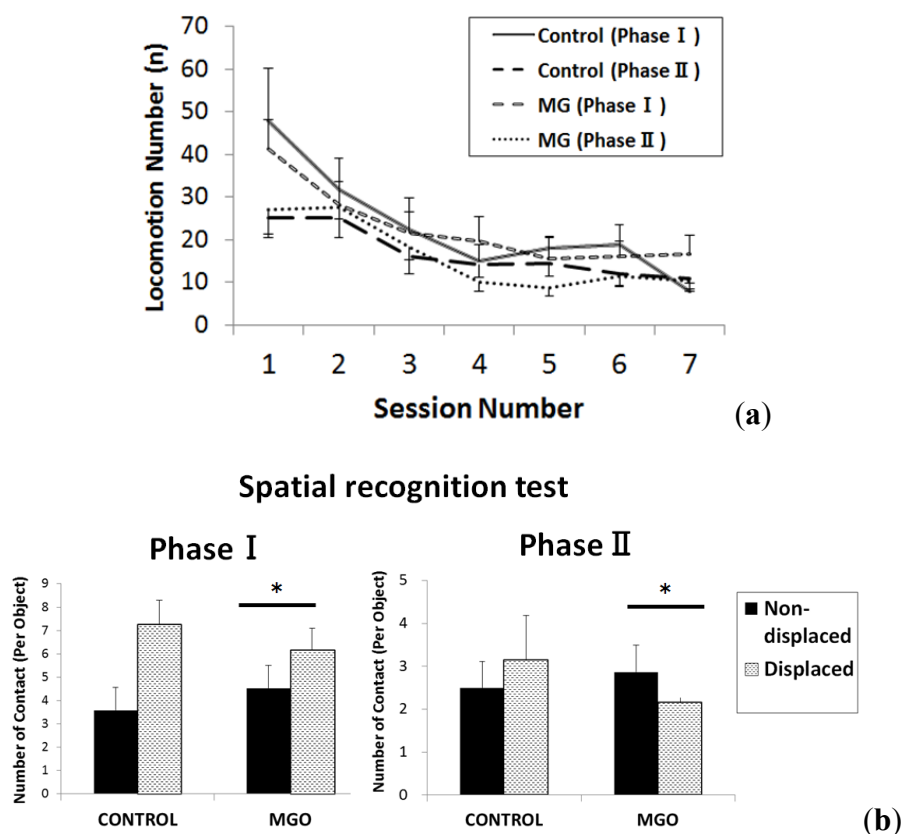 Control (Phase Ⅰ)
Control (Phase Ⅱ)
MG (Phase Ⅰ)
MG (Phase Ⅱ)
Locomotion Number (n)
70
60
50
40
30
20
10
0
1 2 3 4 5 6 7
Session Number
(a)
Spatial recognition test
Phase Ⅰ
Number of Contact (Per Object)
9
8
7
6
5
4
3
2
1
0
*
CONTROL MGO
Phase Ⅱ
Number of Contact (Per Object)
5
4
3
2
1
0
*
CONTROL MGO
Non-
displaced
Displaced
(b)